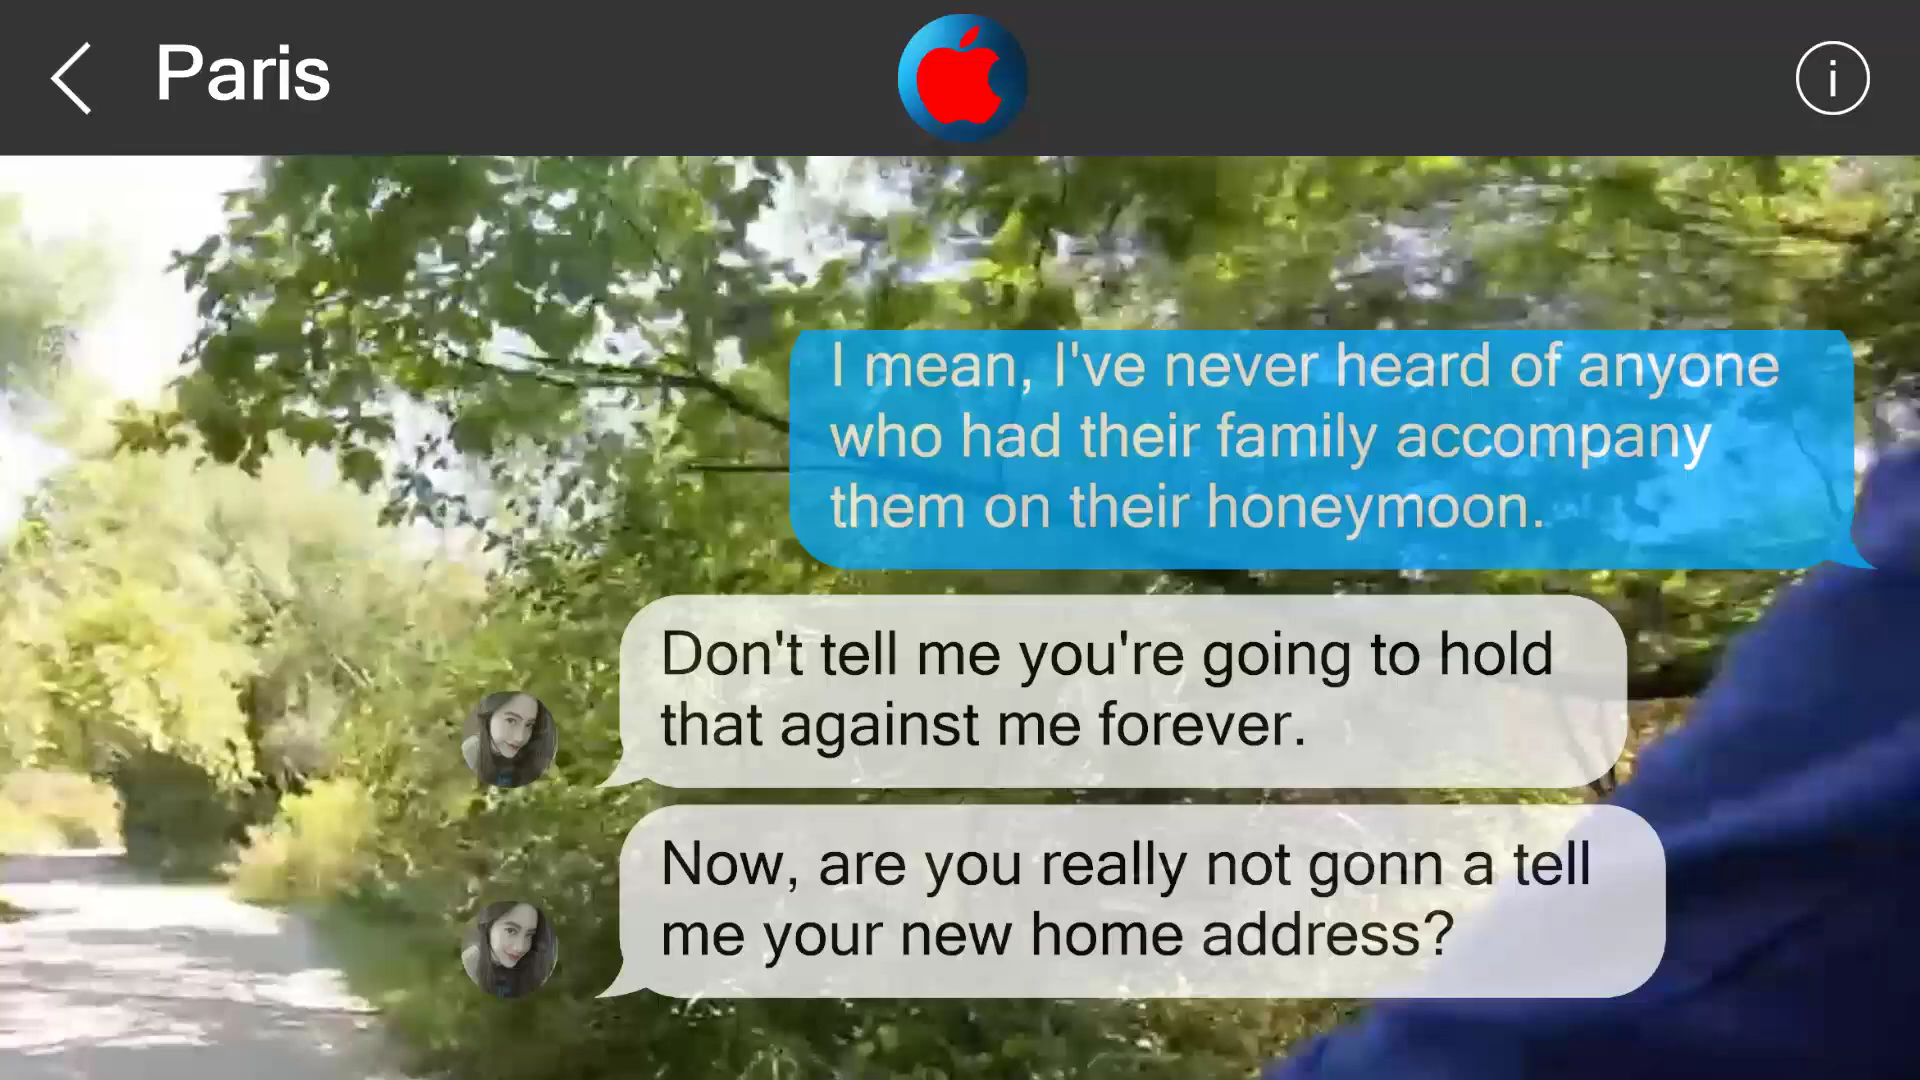 Paris
i
I mean, I've never heard of anyone
who had their family accompany
them on their honeymoon.
Don't tell me you're going to hold
that against me forever.
Now, are you really not gonn a tell
me your new home address?